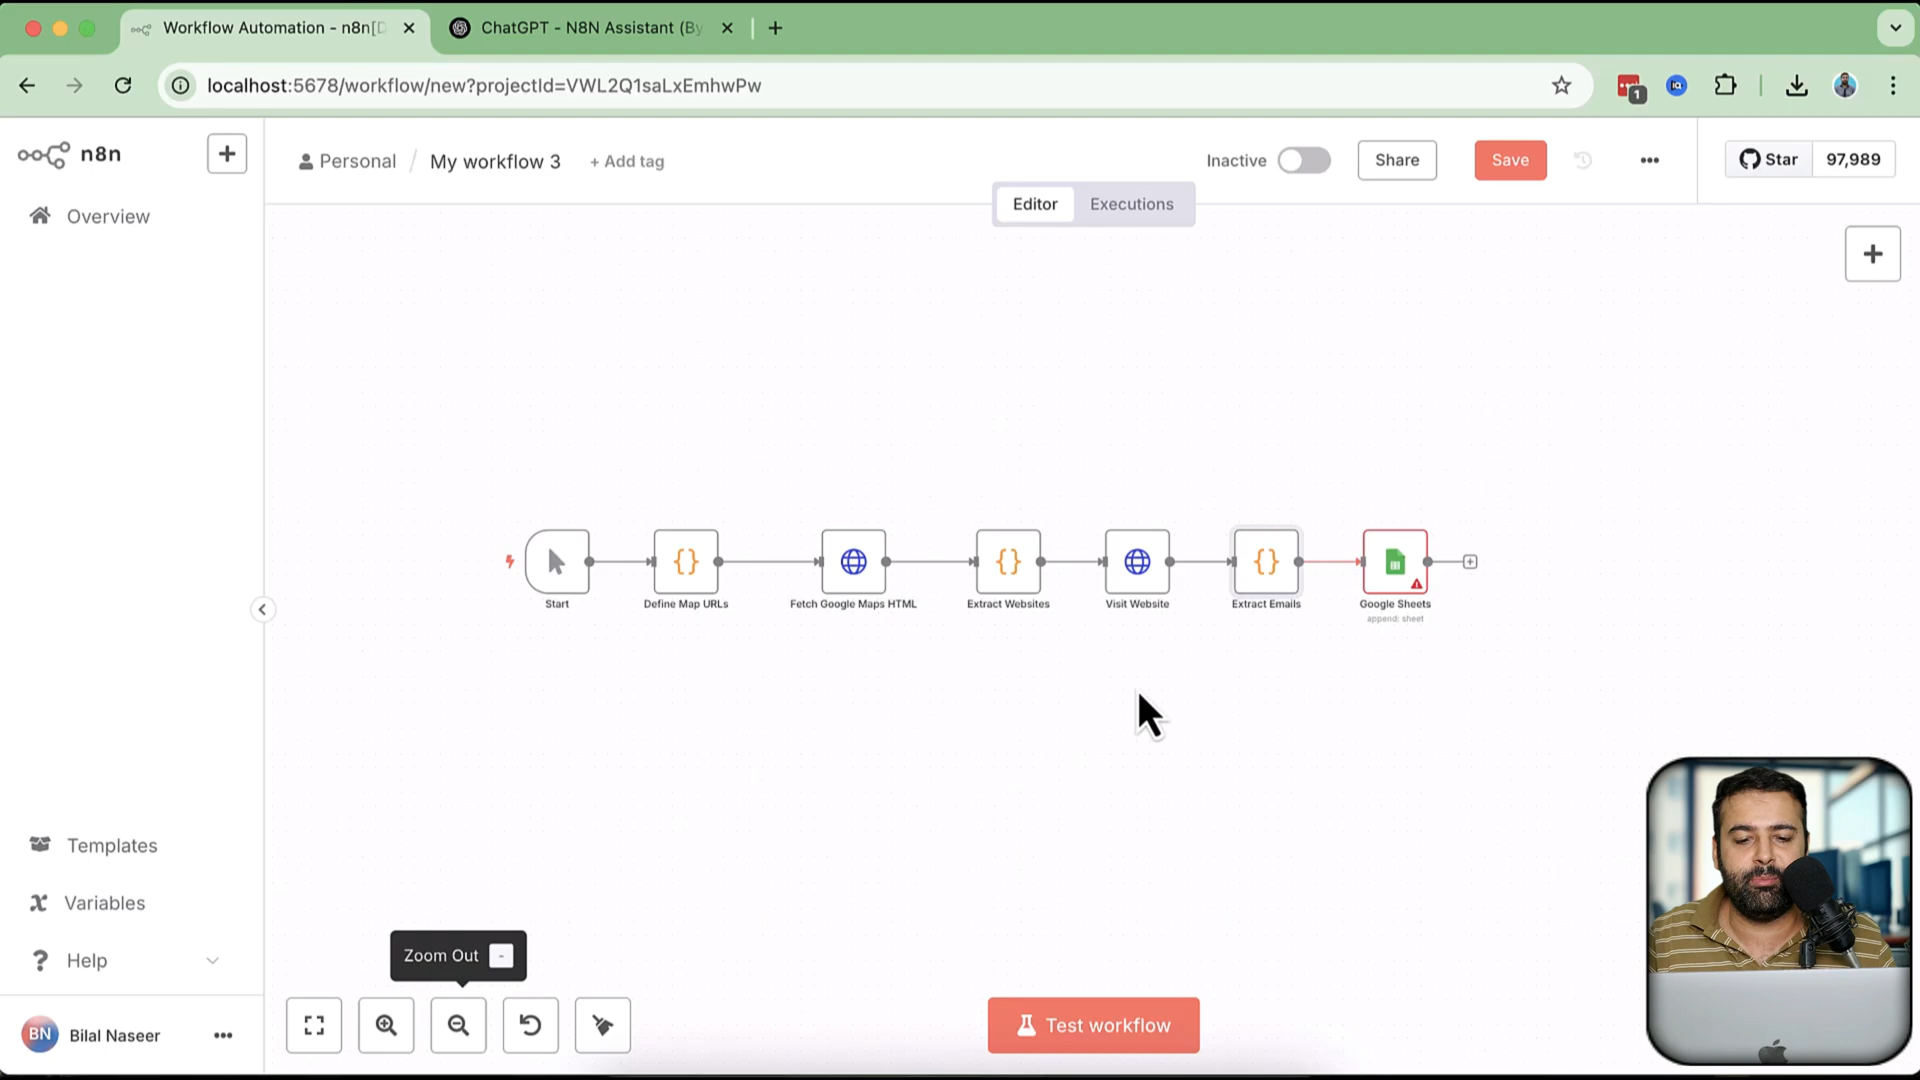 Workflow Automation - n8n[D
ChatGPT - N8N Assistant (By
localhost:5678/workflow/new?projectId=VWL2Q1saLxEmhwPw
1
n8n
Personal / My workflow 3 + Add tag
Inactive
Share
Save
Star 97,989
Editor Executions
Overview
Start
Define Map URLs
Fetch Google Maps HTML
Extract Websites
Visit Website
Extract Emails
Google Sheets
append: sheet
Templates
Variables
Help
Zoom Out -
BN Bilal Naseer
Test workflow